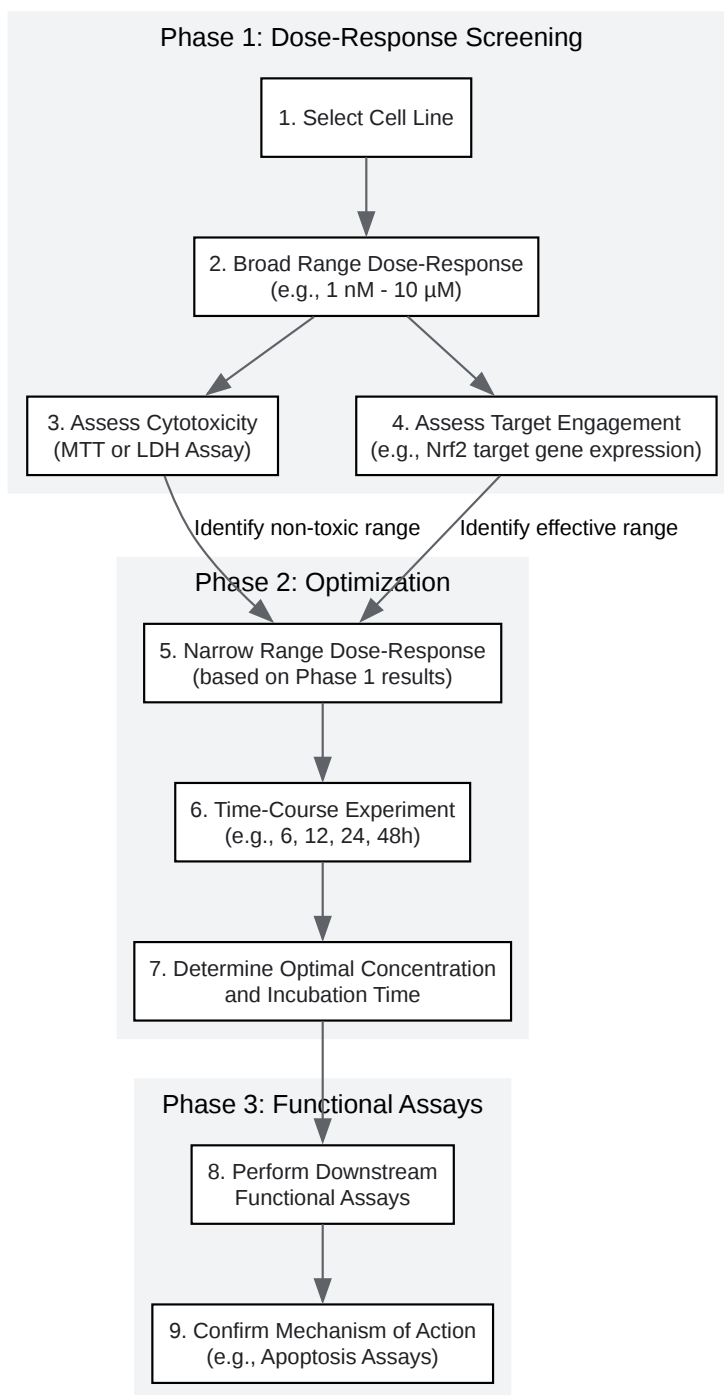 Phase 1: Dose-Response Screening
1. Select Cell Line
2. Broad Range Dose-Response
(e.g., 1 nM - 10 µM)
3. Assess Cytotoxicity
(MTT or LDH Assay)
4. Assess Target Engagement
(e.g., Nrf2 target gene expression)
Identify non-toxic range
Identify effective range
Phase 2: Optimization
5. Narrow Range Dose-Response
(based on Phase 1 results)
6. Time-Course Experiment
(e.g., 6, 12, 24, 48h)
7. Determine Optimal Concentration
and Incubation Time
Phase 3: Functional Assays
8. Perform Downstream
Functional Assays
9. Confirm Mechanism of Action
(e.g., Apoptosis Assays)